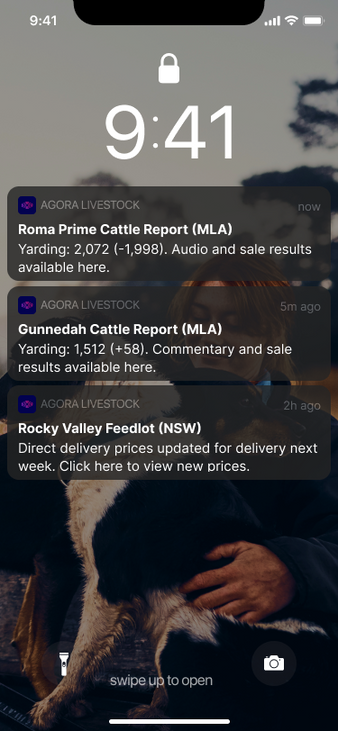 9:41
9:41
AGORA LIVESTOCK
now
Roma Prime Cattle Report (MLA)
Yarding: 2,072 (-1,998). Audio and sale results
available here.
AGORA LIVESTOCK
5m ago
Gunnedah Cattle Report (MLA)
Yarding: 1,512 (+58). Commentary and sale
results available here.
AGORA LIVESTOCK
2h ago
Rocky Valley Feedlot (NSW)
Direct delivery prices updated for delivery next
week. Click here to view new prices.
swipe up to open